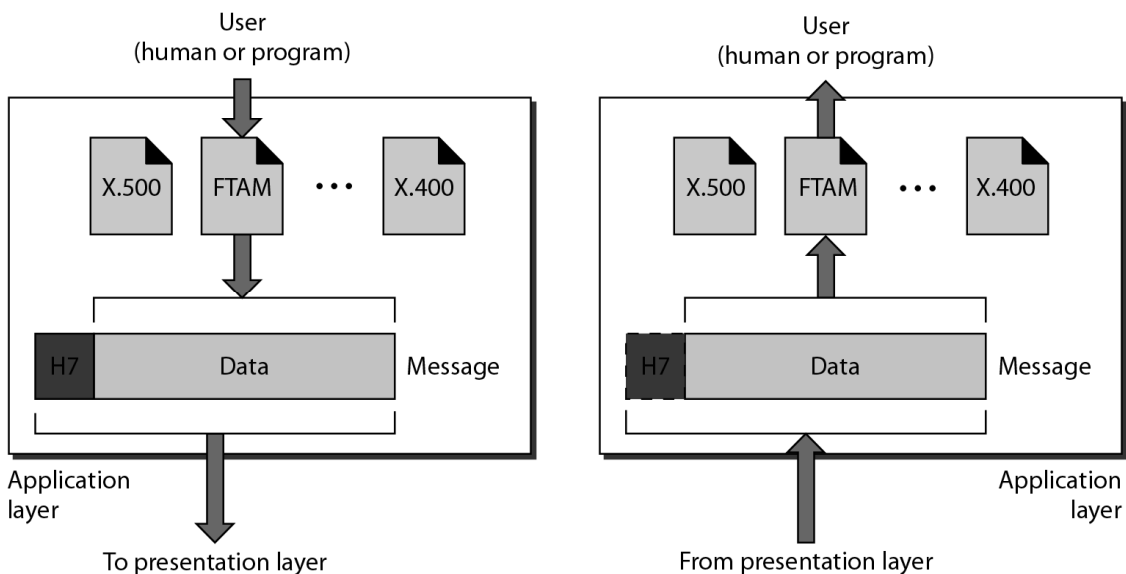 User
(human or program)
X.500
FTAM
...
X.400
H7
Data
Message
Application
layer
To presentation layer
User
(human or program)
X.500
FTAM
...
X.400
H7
Data
Message
Application
layer
From presentation layer